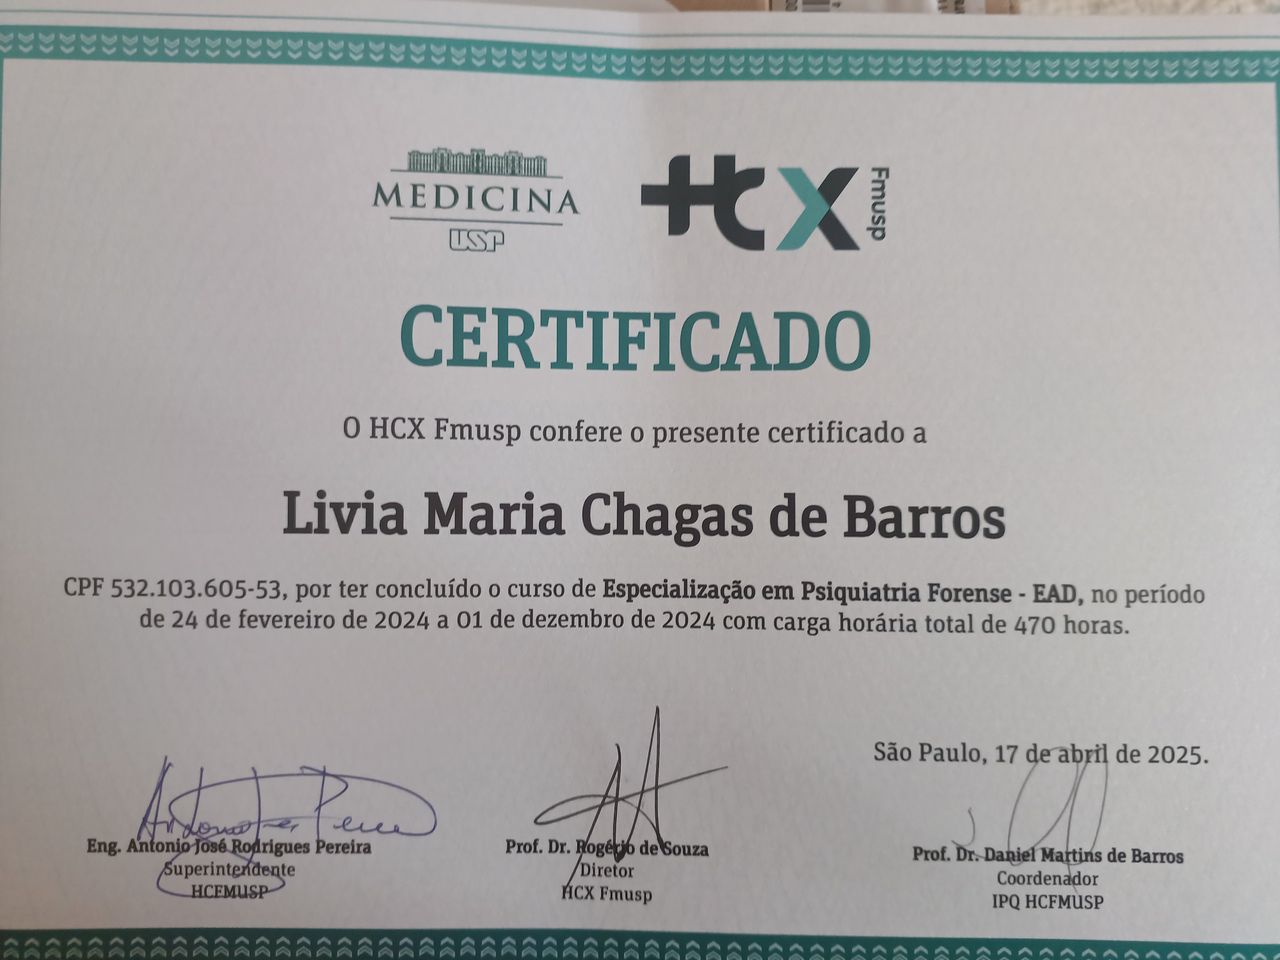 MEDICINA
USP
HCX Fmusp
CERTIFICADO
O HCX Fmusp confere o presente certificado a
Livia Maria Chagas de Barros
CPF 532.103.605-53, por ter concluído o curso de Especialização em Psiquiatria Forense - EAD, no período
de 24 de fevereiro de 2024 a 01 de dezembro de 2024 com carga horária total de 470 horas.
São Paulo, 17 de abril de 2025.
Eng. Antonio José Rodrigues Pereira
Superintendente
HCFMUSP
Prof. Dr. Rogério de Souza
Diretor
HCX Fmusp
Prof. Dr. Daniel Martins de Barros
Coordenador
IPQ HCFMUSP